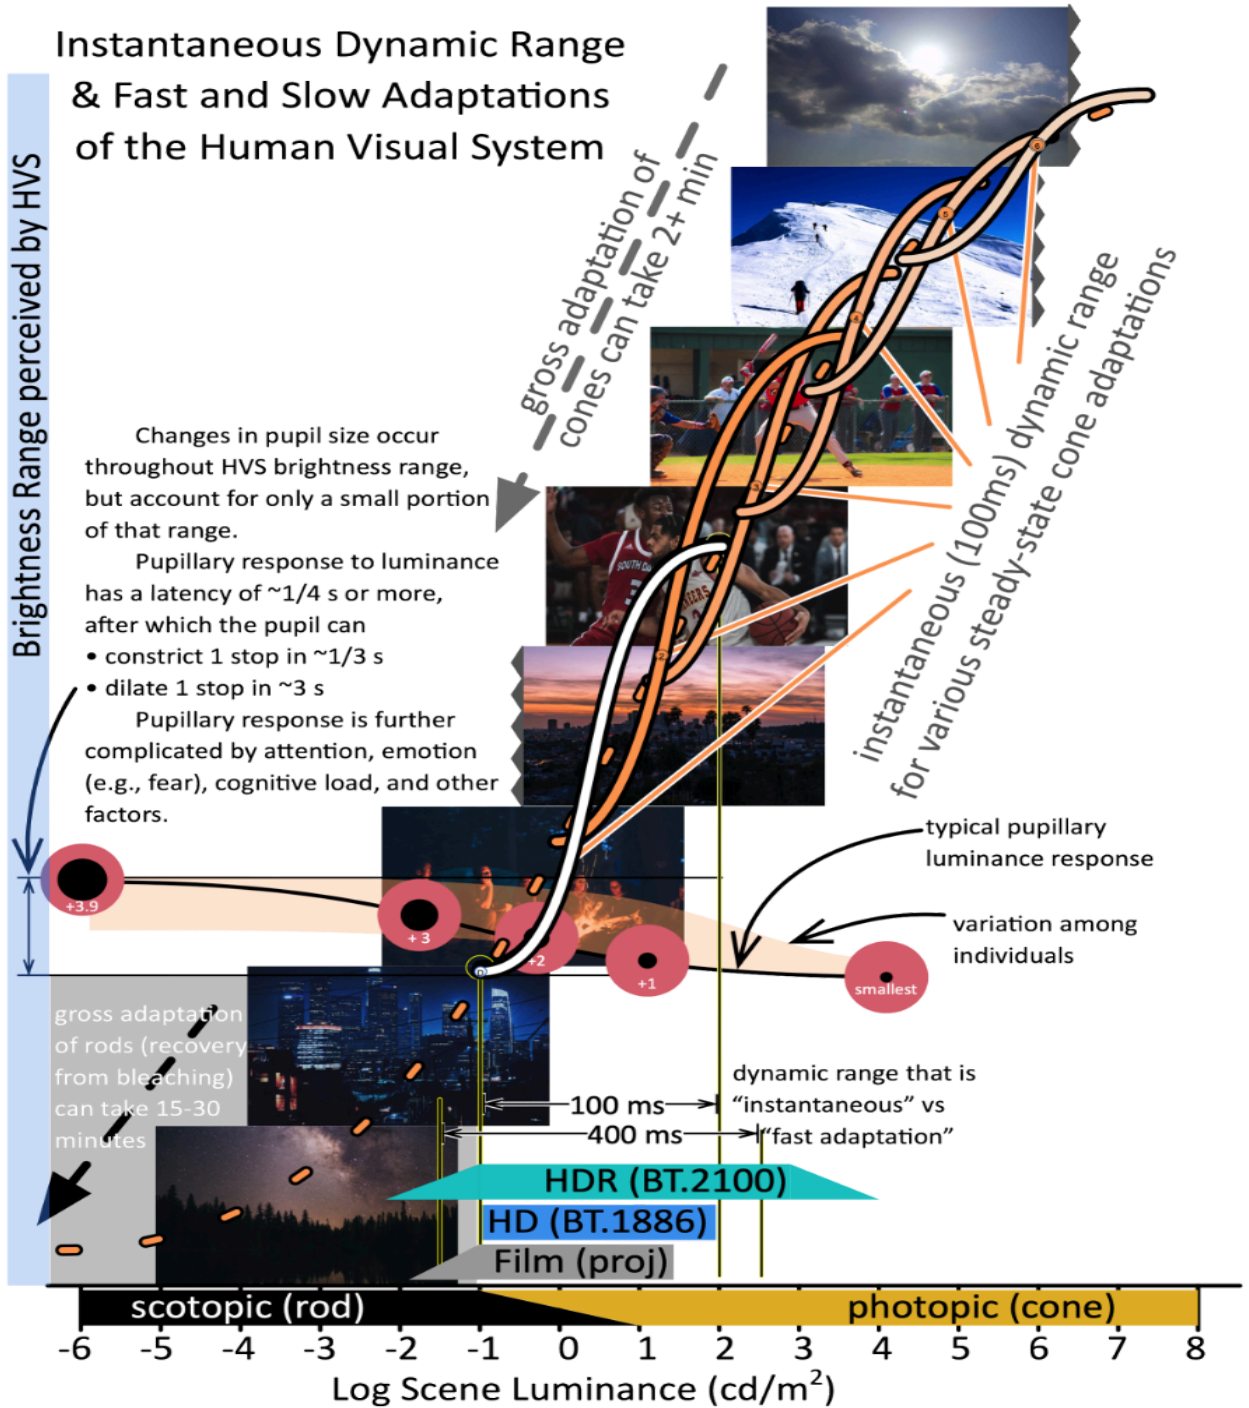 Instantaneous Dynamic Range
& Fast and Slow Adaptations
of the Human Visual System
Brightness Range perceived by HVS
gross adaptation of
cones can take 2+ min
instantaneous (100ms) dynamic range
for various steady-state cone adaptations
6
5
4
3
2
Changes in pupil size occur
throughout HVS brightness range,
but account for only a small portion
of that range.
Pupillary response to luminance
has a latency of ~1/4 s or more,
after which the pupil can
• constrict 1 stop in ~1/3 s
• dilate 1 stop in ~3 s
Pupillary response is further
complicated by attention, emotion
(e.g., fear), cognitive load, and other
factors.
SOUTH
typical pupillary
luminance response
variation among
individuals
+3.9
+ 3
+2
+1
smallest
gross adaptation
of rods (recovery
from bleaching)
can take 15-30
minutes
dynamic range that is
"instantaneous" vs
"fast adaptation"
100 ms
400 ms
HDR (BT.2100)
HD (BT.1886)
Film (proj)
scotopic (rod)
photopic (cone)
-6 -5 -4 -3 -2 -1 0 1 2 3 4 5 6 7 8
Log Scene Luminance (cd/m²)